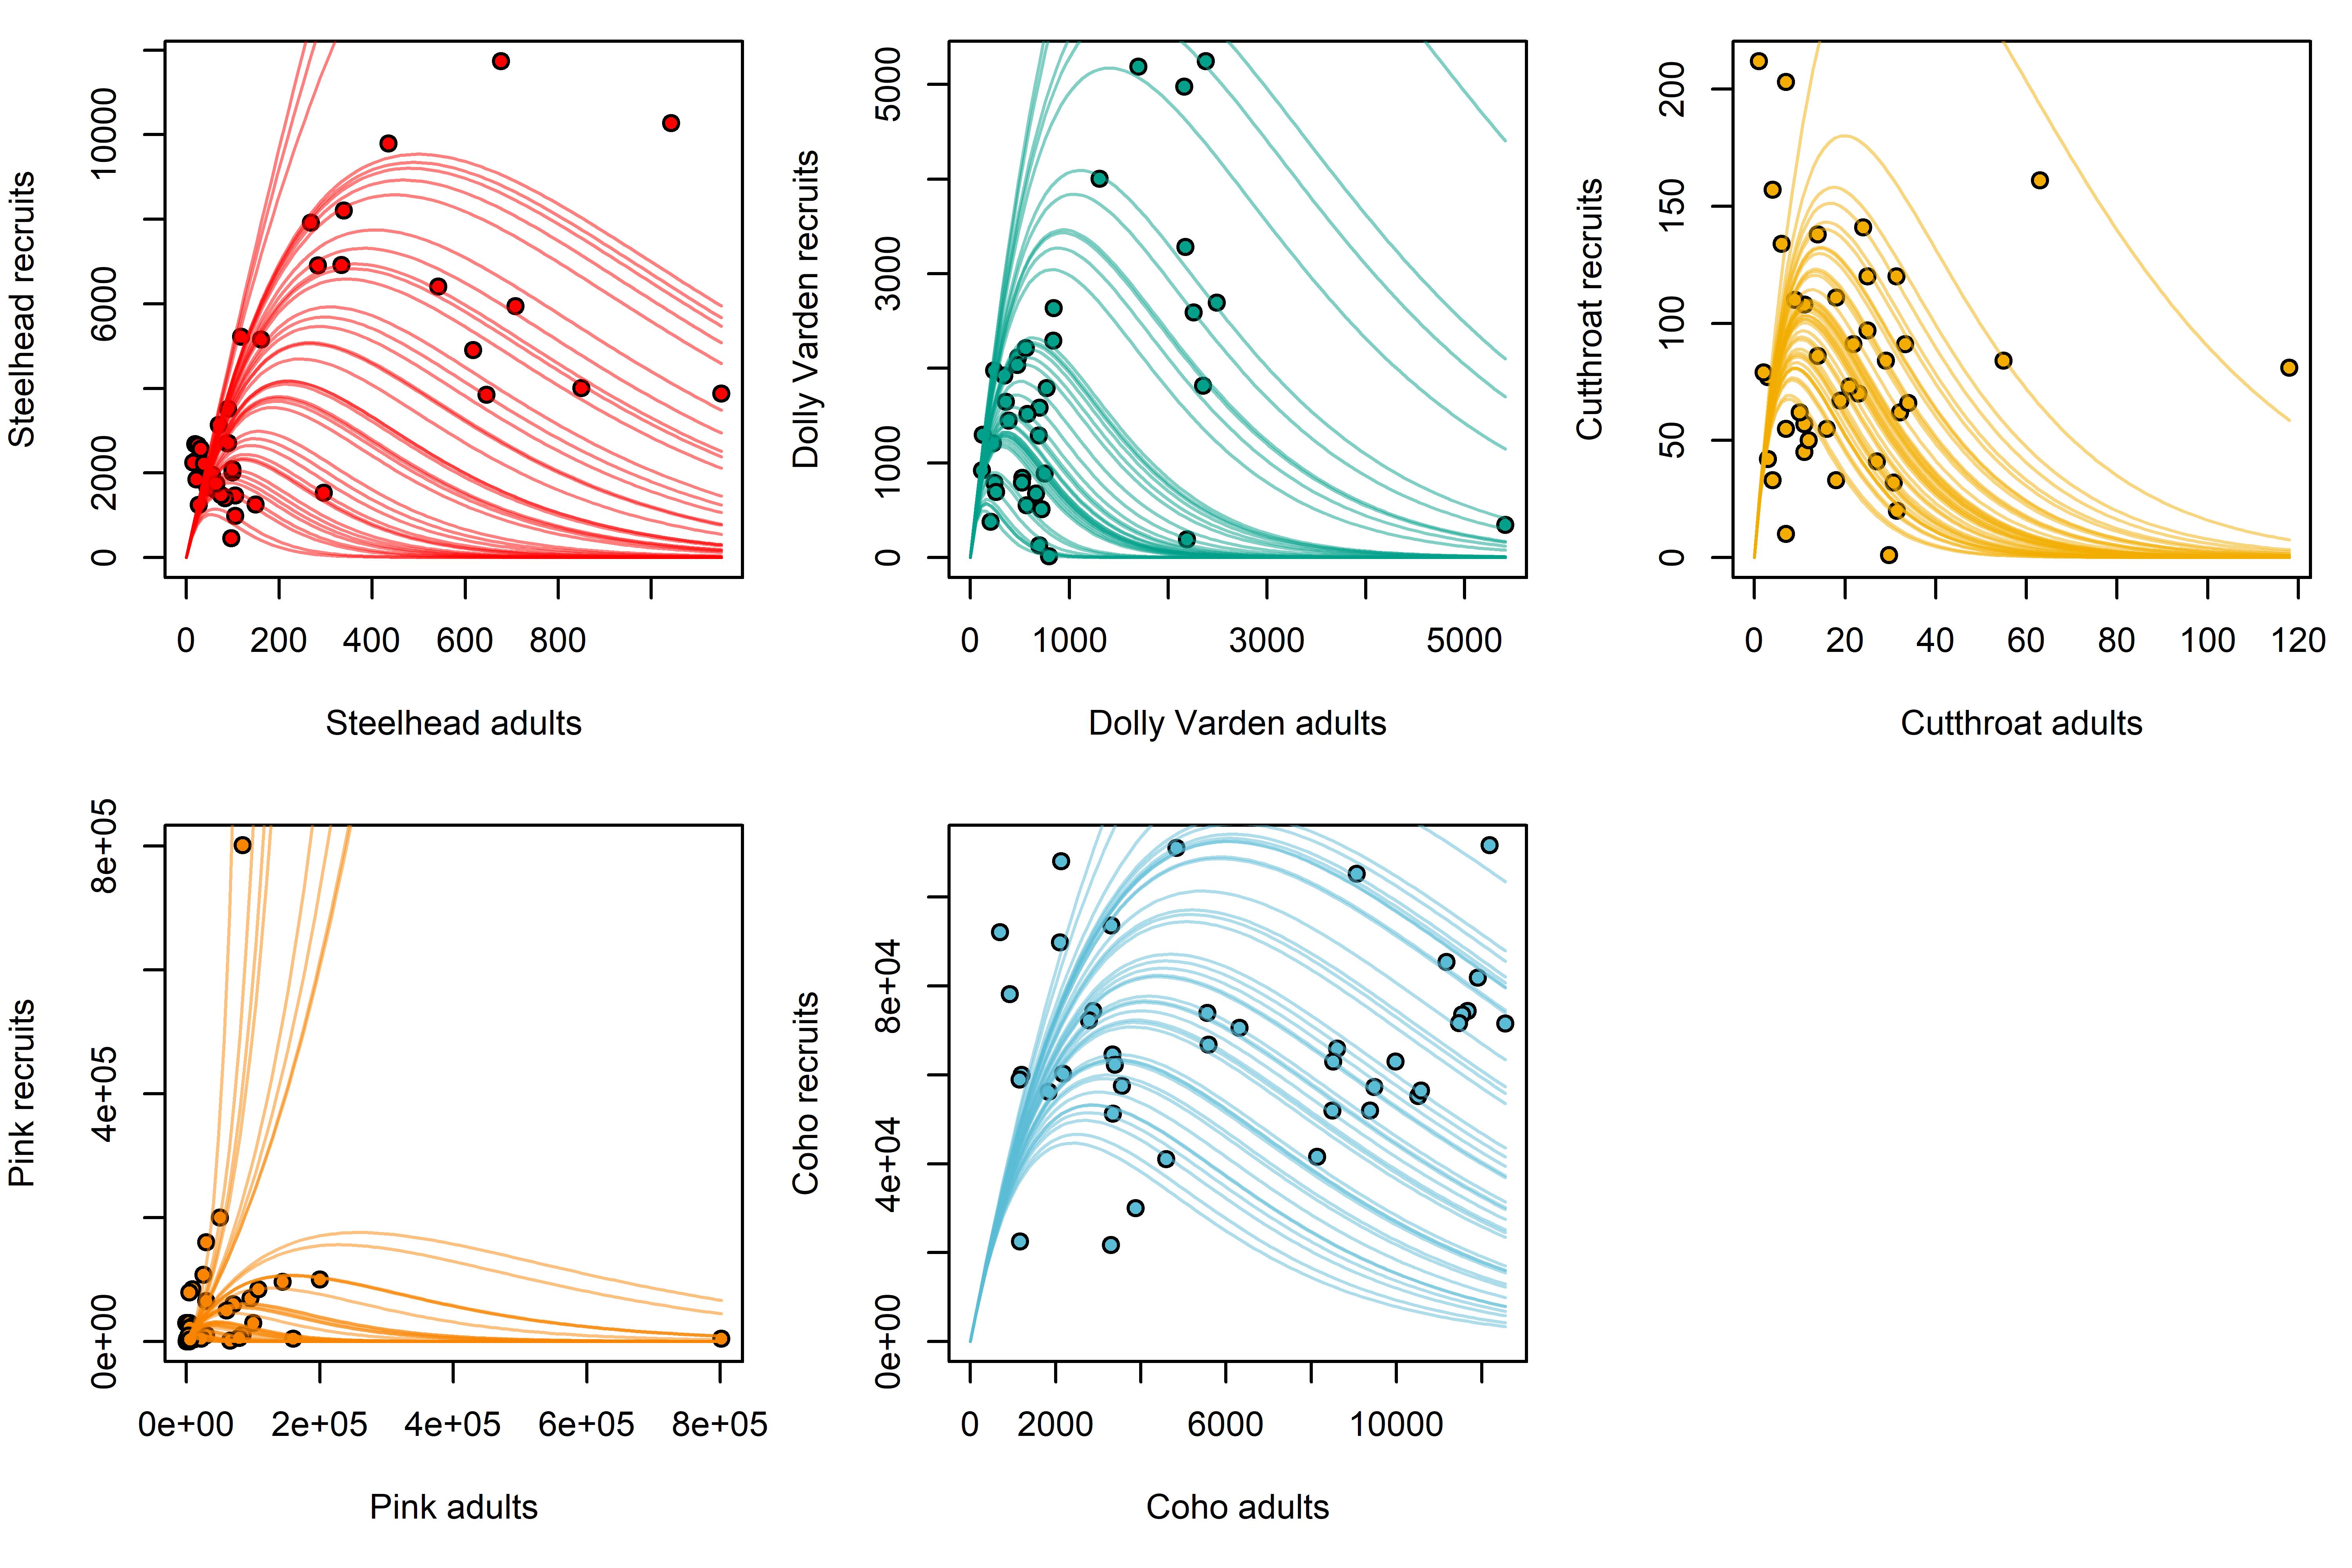 Steelhead recruits
0 2000 6000 10000
0 200 400 600 800
Steelhead adults
Dolly Varden recruits
0 1000 3000 5000
0 1000 3000 5000
Dolly Varden adults
Cutthroat recruits
0 50 100 150 200
0 20 40 60 80 100 120
Cutthroat adults
Pink recruits
0e+00 4e+05 8e+05
0e+00 2e+05 4e+05 6e+05 8e+05
Pink adults
Coho recruits
0e+00 4e+04 8e+04
0 2000 6000 10000
Coho adults